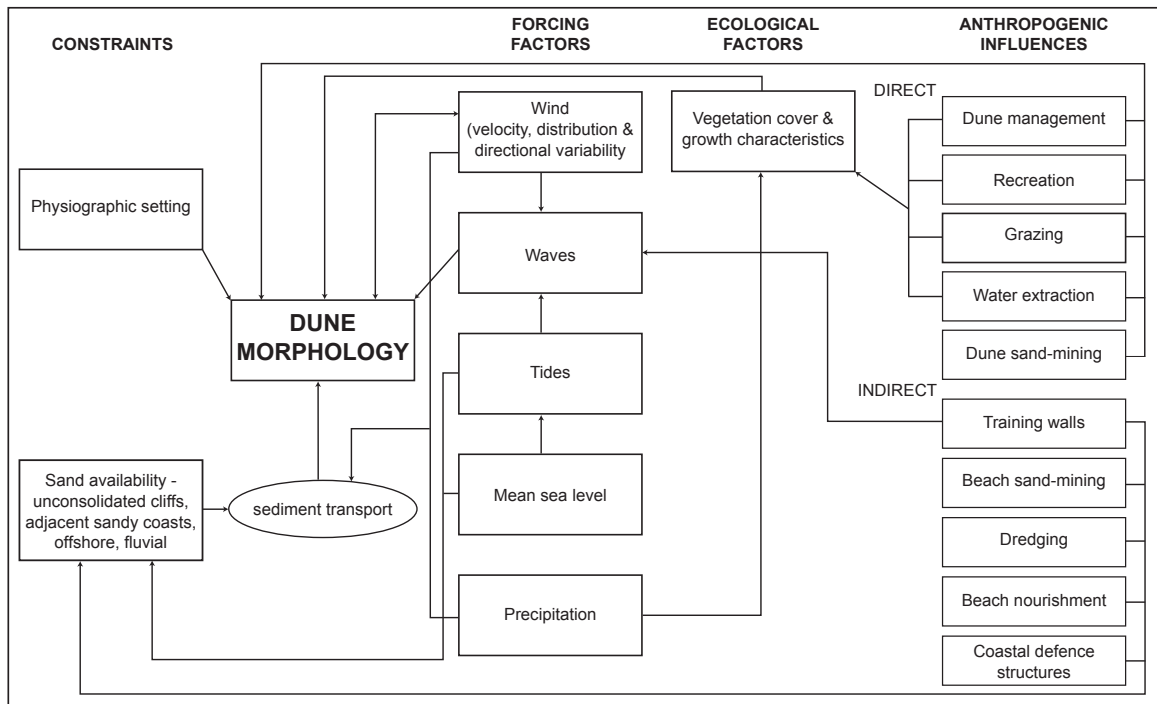 CONSTRAINTS
FORCING
FACTORS
ECOLOGICAL
FACTORS
ANTHROPOGENIC
INFLUENCES
Physiographic setting
DUNE
MORPHOLOGY
Sand availability -
unconsolidated cliffs,
adjacent sandy coasts,
offshore, fluvial
sediment transport
Wind
(velocity, distribution &
directional variability
Waves
Tides
Mean sea level
Precipitation
Vegetation cover &
growth characteristics
DIRECT
Dune management
Recreation
Grazing
Water extraction
Dune sand-mining
INDIRECT
Training walls
Beach sand-mining
Dredging
Beach nourishment
Coastal defence
structures